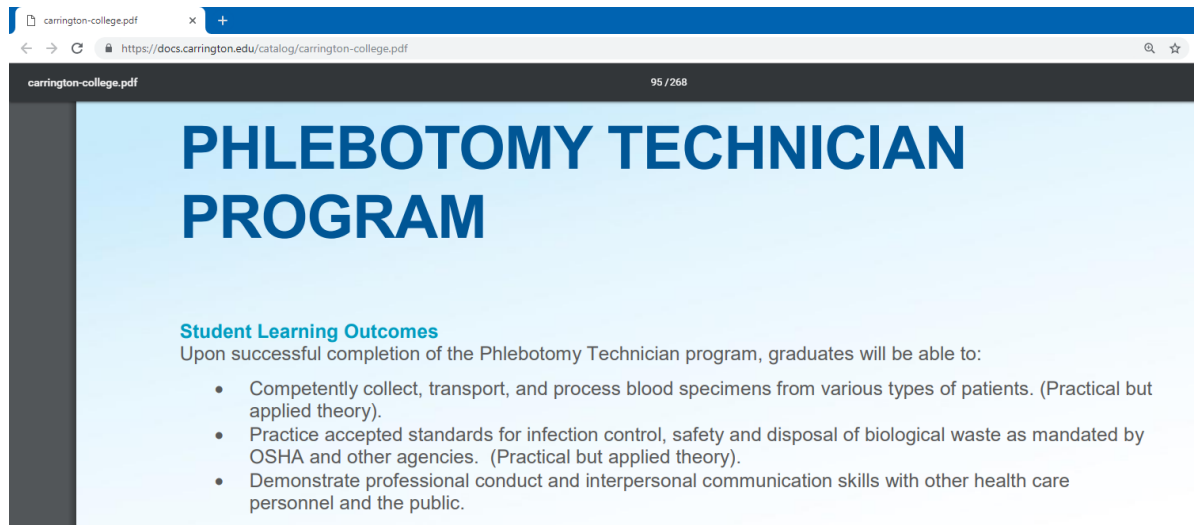 carrington-college.pdf
https://docs.carrington.edu/catalog/carrington-college.pdf
carrington-college.pdf 95 / 268
PHLEBOTOMY TECHNICIAN
PROGRAM
Student Learning Outcomes
Upon successful completion of the Phlebotomy Technician program, graduates will be able to:
• Competently collect, transport, and process blood specimens from various types of patients. (Practical but
applied theory).
• Practice accepted standards for infection control, safety and disposal of biological waste as mandated by
OSHA and other agencies. (Practical but applied theory).
• Demonstrate professional conduct and interpersonal communication skills with other health care
personnel and the public.